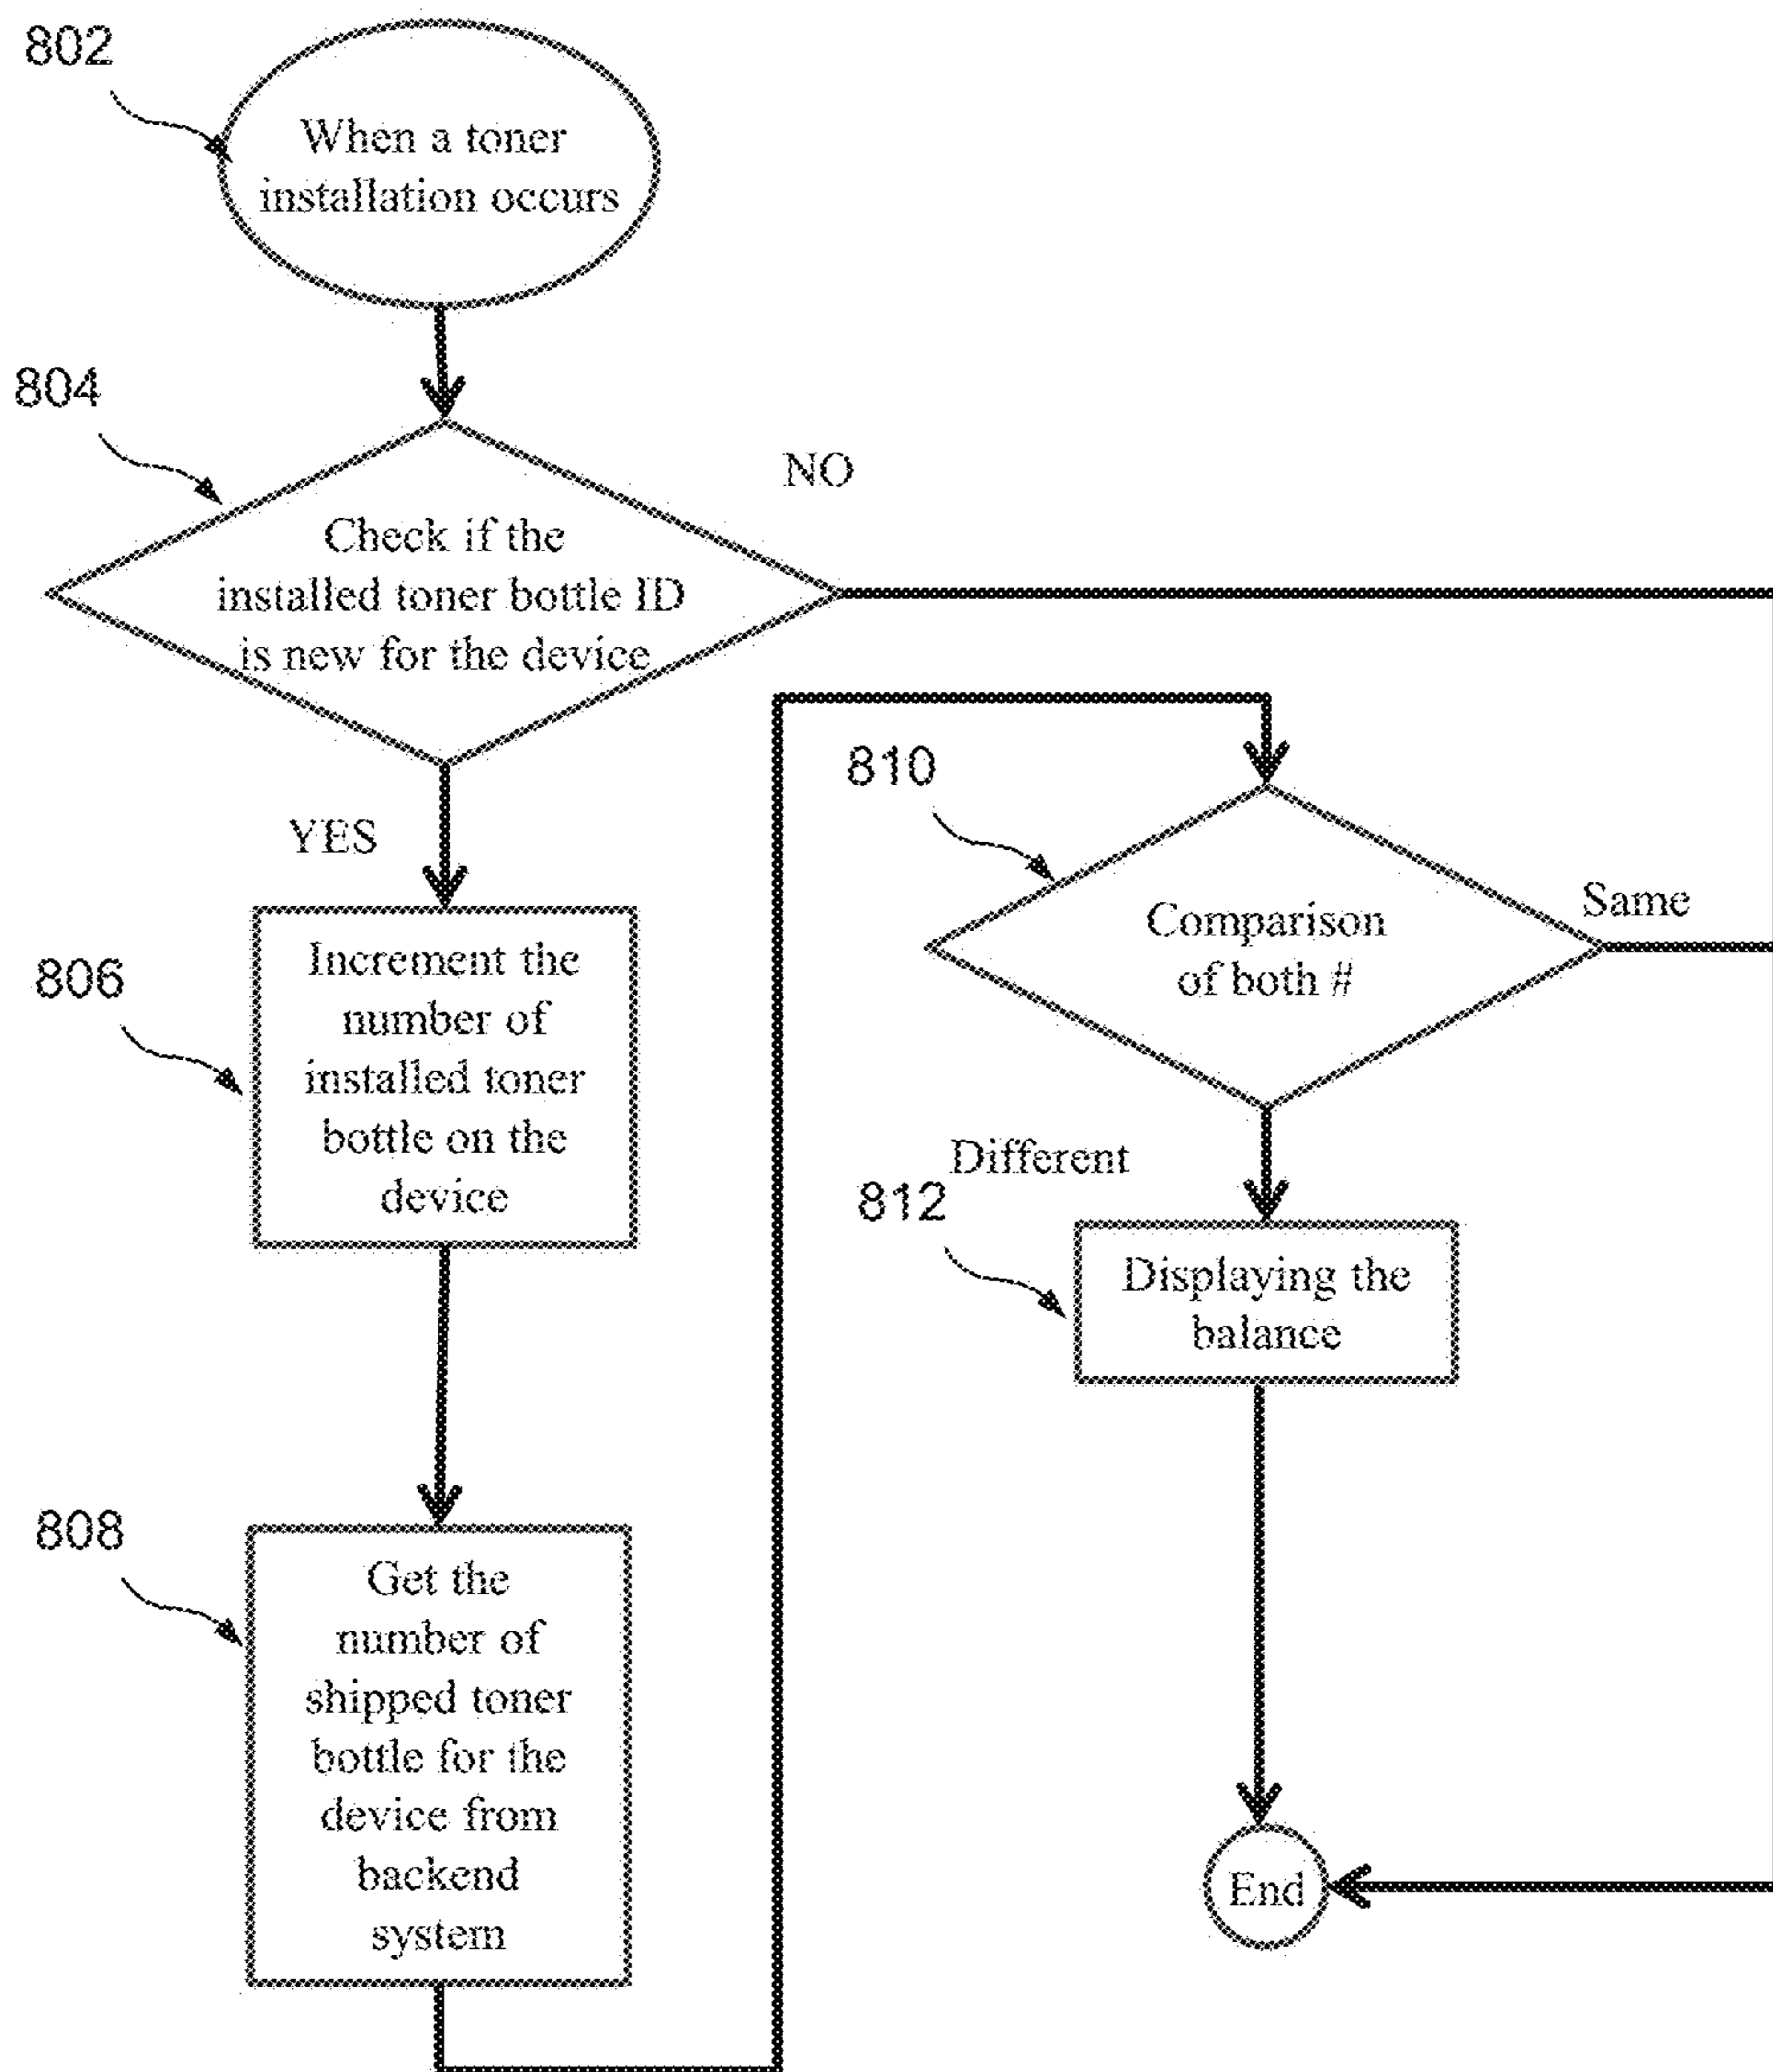 802
When a toner
installation occurs
804
NO
Check if the
installed toner bottle ID
is new for the device
YES
806
Increment the
number of
installed toner
bottle on the
device
808
Get the
number of
shipped toner
bottle for the
device from
backend
system
810
Comparison
of both #
Same
Different
812
Displaying the
balance
End